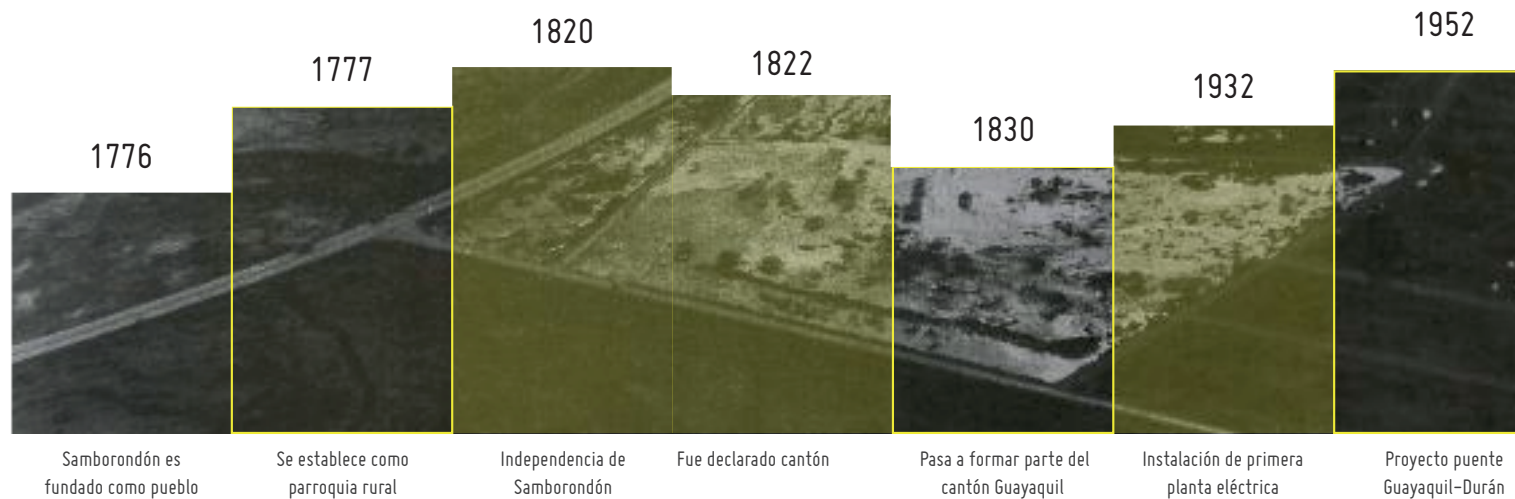 1776
Samborondón es
fundado como pueblo
1777
Se establece como
parroquia rural
1820
Independencia de
Samborondón
1822
Fue declarado cantón
1830
Pasa a formar parte del
cantón Guayaquil
1932
Instalación de primera
planta eléctrica
1952
Proyecto puente
Guayaquil-Durán